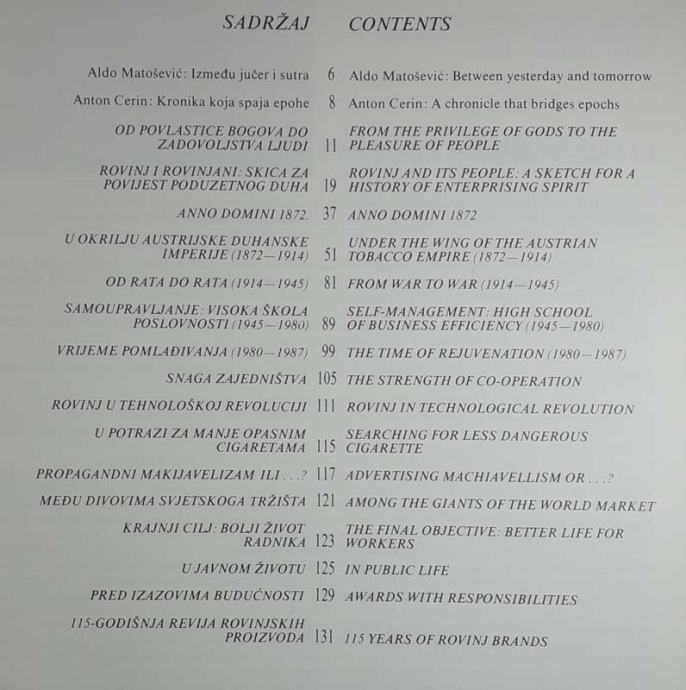 SADRŽAJ CONTENTS
Aldo Matošević: Između jučer i sutra 6 Aldo Matošević: Between yesterday and tomorrow
Anton Cerin: Kronika koja spaja epohe 8 Anton Cerin: A chronicle that bridges epochs
OD POVLASTICE BOGOVA DO FROM THE PRIVILEGE OF GODS TO THE
ZADOVOLJSTVA LJUDI 11 PLEASURE OF PEOPLE
ROVINJ I ROVINJANI: SKICA ZA ROVINJ AND ITS PEOPLE: A SKETCH FOR A
POVIJEST PODUZETNOG DUHA 19 HISTORY OF ENTERPRISING SPIRIT
ANNO DOMINI 1872. 37 ANNO DOMINI 1872
U OKRILJU AUSTRIJSKE DUHANSKE UNDER THE WING OF THE AUSTRIAN
IMPERIJE (1872—1914) 51 TOBACCO EMPIRE (1872—1914)
OD RATA DO RATA (1914—1945) 81 FROM WAR TO WAR (1914—1945)
SAMOUPRAVLJANJE: VISOKA ŠKOLA SELF-MANAGEMENT: HIGH SCHOOL
POSLOVNOSTI (1945—1980) 89 OF BUSINESS EFFICIENCY (1945—1980)
VRIJEME POMLAĐIVANJA (1980—1987) 99 THE TIME OF REJUVENATION (1980—1987)
SNAGA ZAJEDNIŠTVA 105 THE STRENGTH OF CO-OPERATION
ROVINJ U TEHNOLOŠKOJ REVOLUCIJI 111 ROVINJ IN TECHNOLOGICAL REVOLUTION
U POTRAZI ZA MANJE OPASNIM SEARCHING FOR LESS DANGEROUS
CIGARETAMA 115 CIGARETTE
PROPAGANDNI MAKIJAVELIZAM ILI . . .? 117 ADVERTISING MACHIAVELLISM OR . . .?
MEĐU DIVOVIMA SVJETSKOGA TRŽIŠTA 121 AMONG THE GIANTS OF THE WORLD MARKET
KRAJNJI CILJ: BOLJI ŽIVOT THE FINAL OBJECTIVE: BETTER LIFE FOR
RADNIKA 123 WORKERS
U JAVNOM ŽIVOTU 125 IN PUBLIC LIFE
PRED IZAZOVIMA BUDUĆNOSTI 129 AWARDS WITH RESPONSIBILITIES
115-GODIŠNJA REVIJA ROVINJSKIH
PROIZVODA 131 115 YEARS OF ROVINJ BRANDS